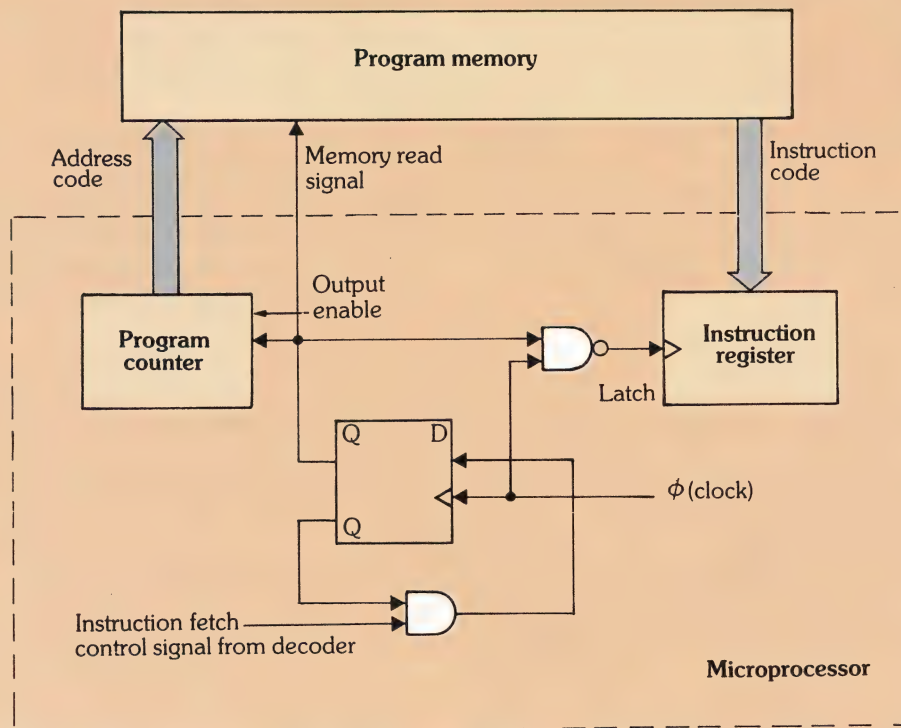 Program memory
Address
code
Memory read
signal
Instruction
code
Output
enable
Program
counter
Instruction
register
Latch
Q
D
ϕ (clock)
Q
Instruction fetch
control signal from decoder
Microprocessor